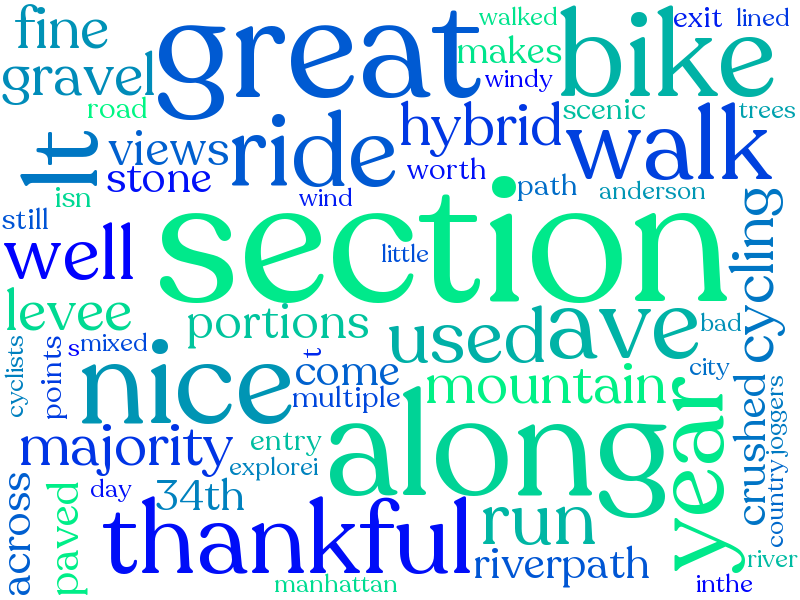 fine
great
walked
makes
windy
bike
exit
lined
gravel
road
It
views
stone
ride
hybrid
worth
scenic
trees
walk
isn
wind
path
anderson
still
well
section
little
cycling
levee
portions
used
ave
bad
cyclists
points
s
mixed
nice
t
come
multiple
mountain
city
year
crushed
joggers
country
majority
entry
explorei
along
across
paved
day
34th
thankful
run
riverpath
manhattan
river
inthe